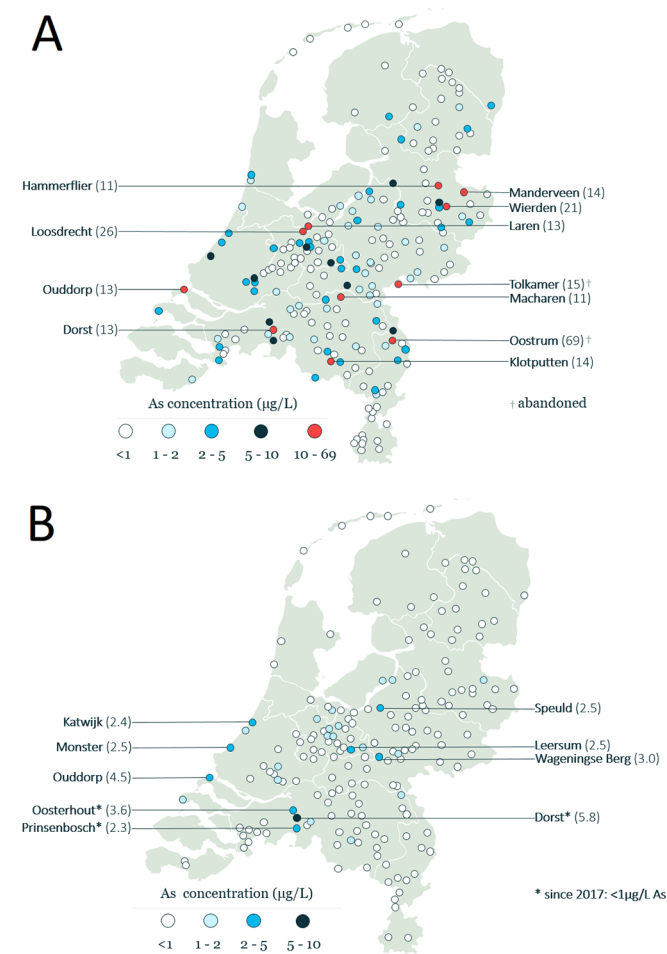 A
Hammerflier (11)
Manderveen (14)
Wierden (21)
Laren (13)
Loosdrecht (26)
Tolkamer (15) †
Macharen (11)
Ouddorp (13)
Dorst (13)
Oostrum (69) †
Klotputten (14)
† abandoned
As concentration (µg/L)
<1
1 - 2
2 - 5
5 - 10
10 - 69
B
Speuld (2.5)
Katwijk (2.4)
Leersum (2.5)
Monster (2.5)
Wageningse Berg (3.0)
Ouddorp (4.5)
Oosterhout* (3.6)
Dorst* (5.8)
Prinsenbosch* (2.3)
* since 2017: <1µg/L As
As concentration (µg/L)
<1
1 - 2
2 - 5
5 - 10